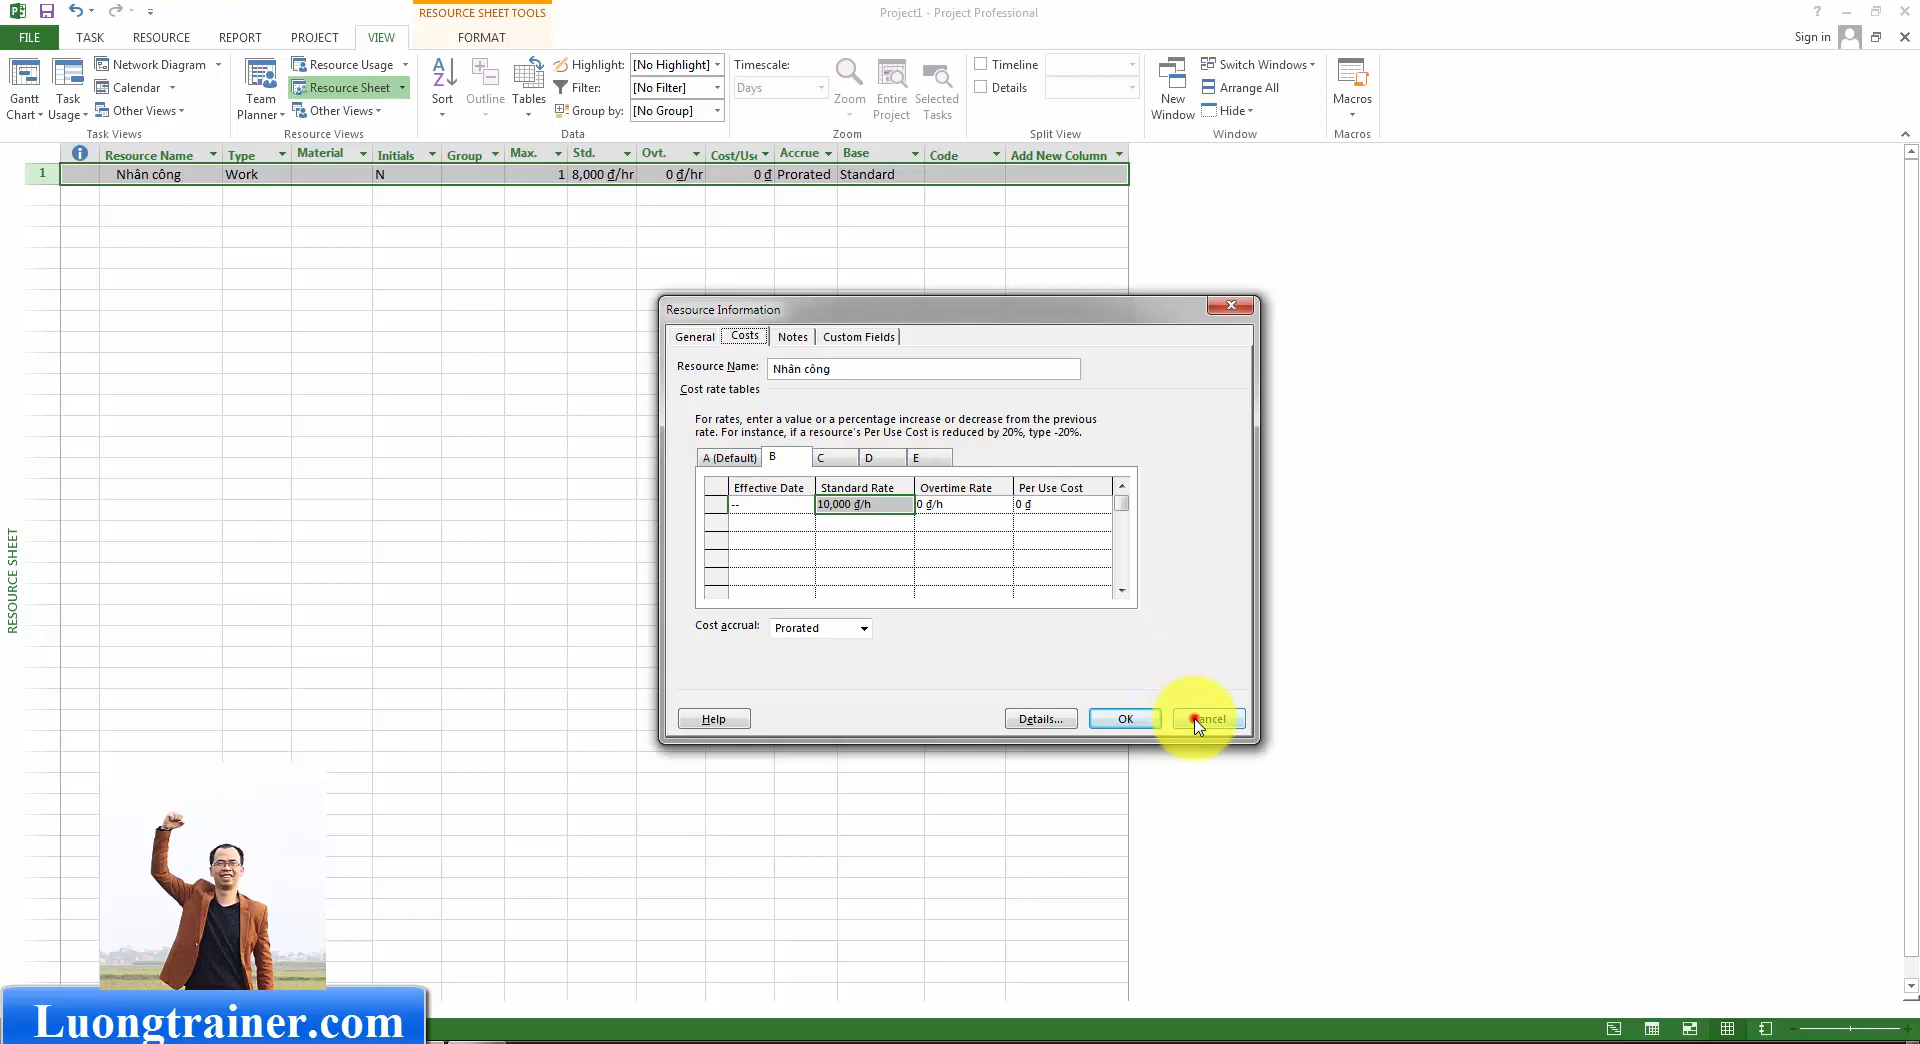 RESOURCE SHEET TOOLS
Project1 - Project Professional
FILE
TASK
RESOURCE
REPORT
PROJECT
VIEW
FORMAT
Sign in
Gantt Chart
Task Usage
Network Diagram
Calendar
Other Views
Task Views
Team Planner
Resource Usage
Resource Sheet
Other Views
Resource Views
Sort
Outline
Tables
Highlight: [No Highlight]
Filter: [No Filter]
Group by: [No Group]
Data
Timescale:
Days
Zoom
Entire Project
Selected Tasks
Zoom
Timeline
Details
Split View
New Window
Switch Windows
Arrange All
Hide
Window
Macros
Macros
Resource Name Type Material Initials Group Max. Std. Ovt. Cost/Use Accrue Base Code Add New Column
1 Nhân công Work N 1 8,000 ₫/hr 0 ₫/hr 0 ₫ Prorated Standard
RESOURCE SHEET
Resource Information
General Costs Notes Custom Fields
Resource Name: Nhân công
Cost rate tables
For rates, enter a value or a percentage increase or decrease from the previous
rate. For instance, if a resource's Per Use Cost is reduced by 20%, type -20%.
A (Default) B C D E
Effective Date Standard Rate Overtime Rate Per Use Cost
-- 10,000 ₫/h 0 ₫/h 0 ₫
Cost accrual: Prorated
Help Details... OK Cancel
Luongtrainer.com